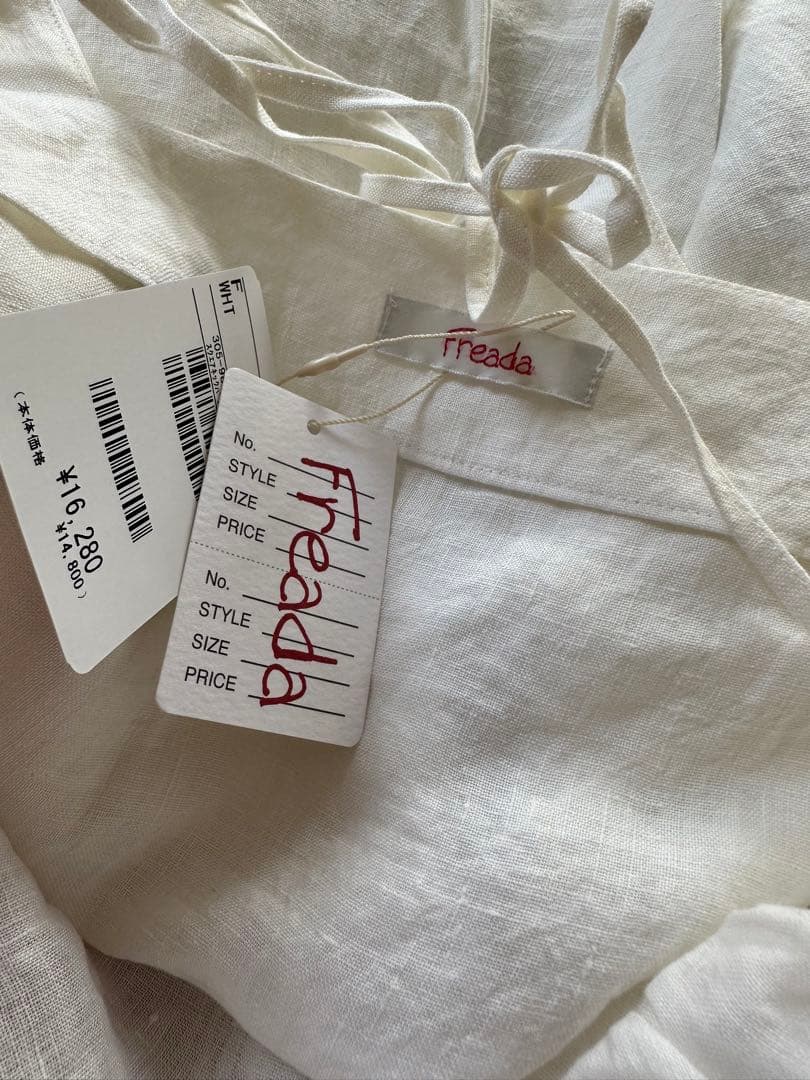 F
WHT
(本体価格
¥16,280
¥14,800)
Freada
No.
STYLE
SIZE
PRICE
No.
STYLE
SIZE
PRICE
Freada